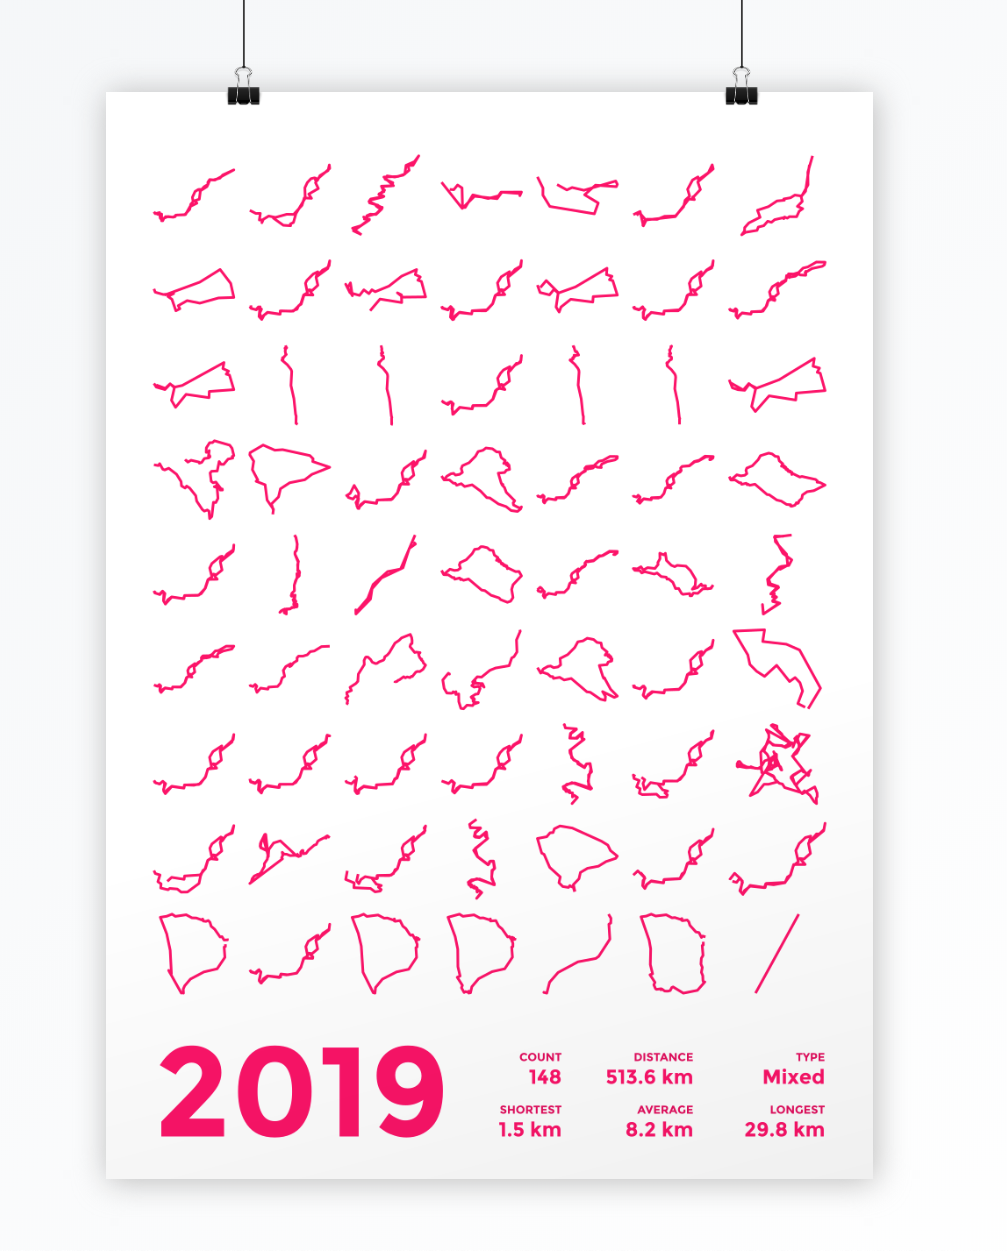 2019
COUNT
148
DISTANCE
513.6 km
TYPE
Mixed
SHORTEST
1.5 km
AVERAGE
8.2 km
LONGEST
29.8 km